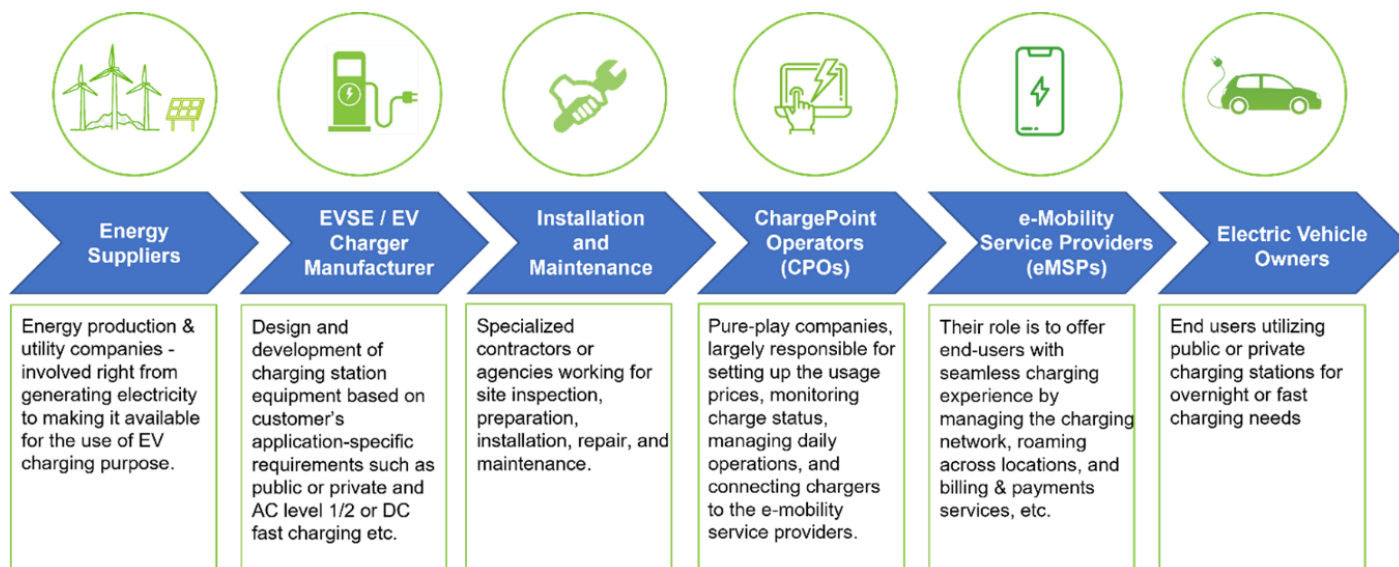 Energy
Suppliers
EVSE / EV
Charger
Manufacturer
Installation
and
Maintenance
ChargePoint
Operators
(CPOs)
e-Mobility
Service Providers
(eMSPs)
Electric Vehicle
Owners
Energy production &
utility companies -
involved right from
generating electricity
to making it available
for the use of EV
charging purpose.
Design and
development of
charging station
equipment based on
customer's
application-specific
requirements such as
public or private and
AC level 1/2 or DC
fast charging etc.
Specialized
contractors or
agencies working for
site inspection,
preparation,
installation, repair, and
maintenance.
Pure-play companies,
largely responsible for
setting up the usage
prices, monitoring
charge status,
managing daily
operations, and
connecting chargers
to the e-mobility
service providers.
Their role is to offer
end-users with
seamless charging
experience by
managing the charging
network, roaming
across locations, and
billing & payments
services, etc.
End users utilizing
public or private
charging stations for
overnight or fast
charging needs